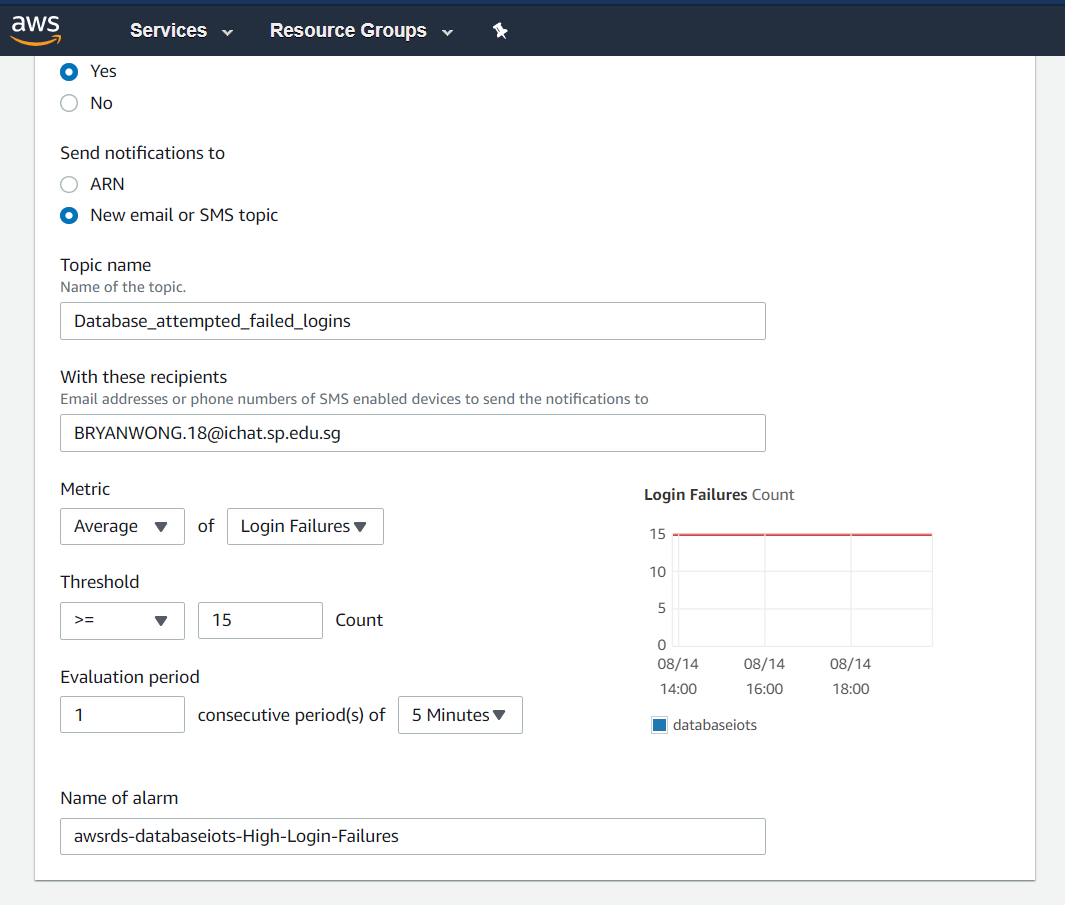 aws Services Resource Groups
Yes
No
Send notifications to
ARN
New email or SMS topic
Topic name
Name of the topic.
Database_attempted_failed_logins
With these recipients
Email addresses or phone numbers of SMS enabled devices to send the notifications to
BRYANWONG.18@ichat.sp.edu.sg
Metric
Average of Login Failures
Threshold
>= 15 Count
Evaluation period
1 consecutive period(s) of 5 Minutes
Login Failures Count
15
10
5
0
08/14 08/14 08/14
14:00 16:00 18:00
databaseiots
Name of alarm
awsrds-databaseiots-High-Login-Failures